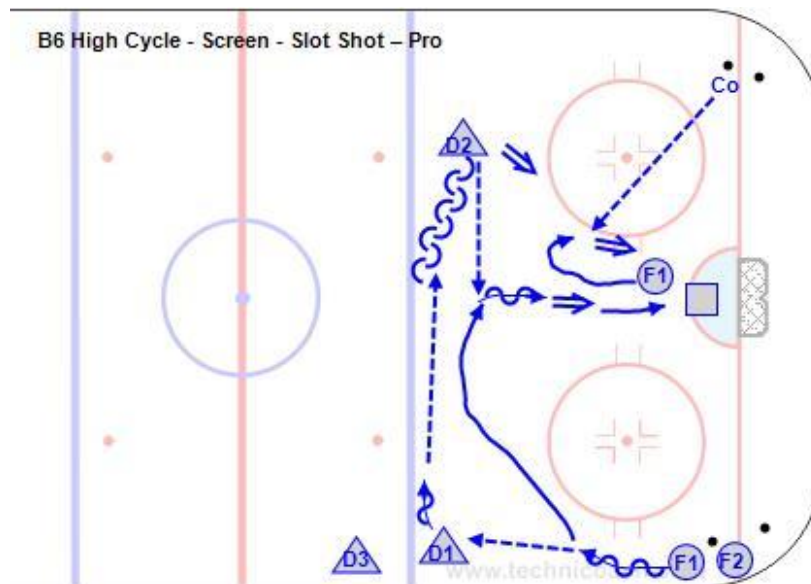 B6 High Cycle - Screen - Slot Shot – Pro
Co
D2
F1
D3
D1
F1
F2